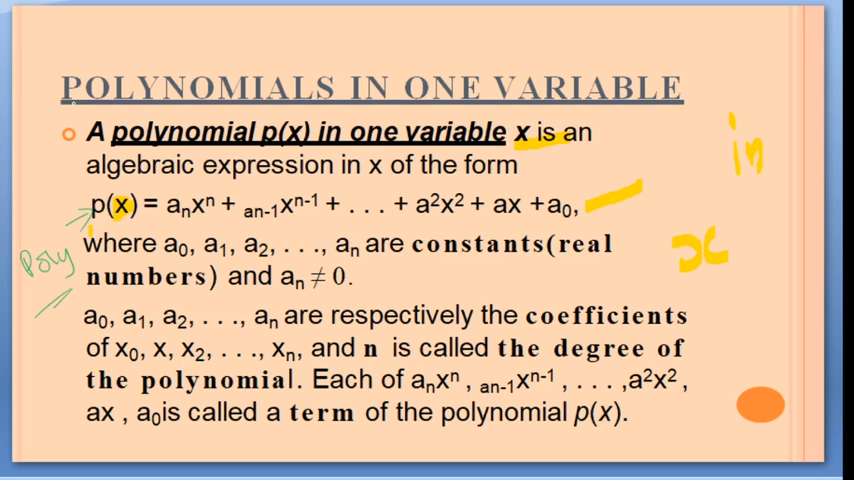 POLYNOMIALS IN ONE VARIABLE
A polynomial p(x) in one variable x is an
algebraic expression in x of the form
p(x) = aₙxⁿ + ₐₙ₋₁xⁿ⁻¹ + . . . + a²x² + ax +a₀,
where a₀, a₁, a₂, . . ., aₙ are constants(real
numbers) and aₙ ≠ 0.
a₀, a₁, a₂, . . ., aₙ are respectively the coefficients
of x₀, x, x₂, . . ., xₙ, and n is called the degree of
the polynomial. Each of aₙxⁿ , ₐₙ₋₁xⁿ⁻¹ , . . . ,a²x² ,
ax , a₀is called a term of the polynomial p(x).
Poly
in
x